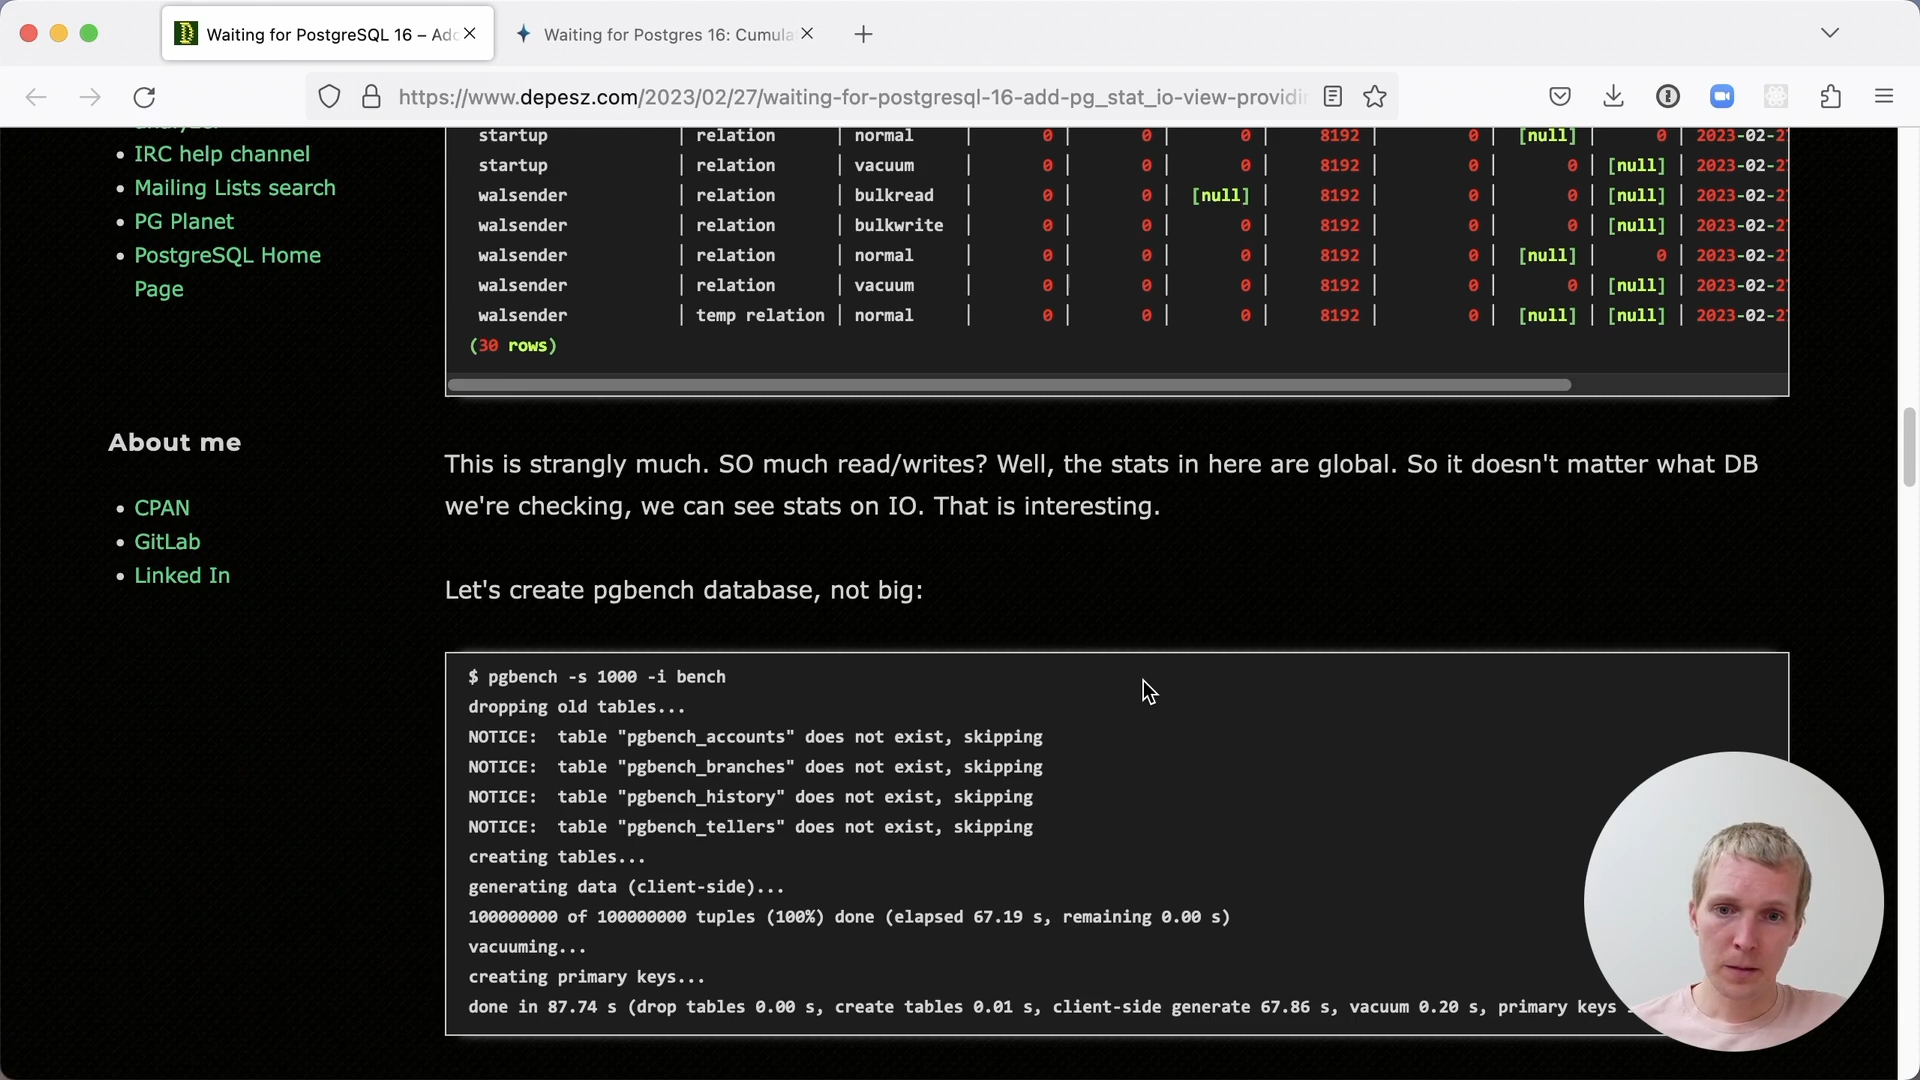 Waiting for PostgreSQL 16 – Adc
Waiting for Postgres 16: Cumula
https://www.depesz.com/2023/02/27/waiting-for-postgresql-16-add-pg_stat_io-view-providin
IRC help channel
Mailing Lists search
PG Planet
PostgreSQL Home
Page
About me
CPAN
GitLab
Linked In
startup | relation | normal | 0 | 0 | 0 | 8192 | 0 | [null] | 0 | 2023-02-27
startup | relation | vacuum | 0 | 0 | 0 | 8192 | 0 | 0 | [null] | 2023-02-27
walsender | relation | bulkread | 0 | 0 | [null] | 8192 | 0 | 0 | [null] | 2023-02-27
walsender | relation | bulkwrite | 0 | 0 | 0 | 8192 | 0 | 0 | [null] | 2023-02-27
walsender | relation | normal | 0 | 0 | 0 | 8192 | 0 | [null] | 0 | 2023-02-27
walsender | relation | vacuum | 0 | 0 | 0 | 8192 | 0 | 0 | [null] | 2023-02-27
walsender | temp relation | normal | 0 | 0 | 0 | 8192 | 0 | [null] | [null] | 2023-02-27
(30 rows)
This is strangly much. SO much read/writes? Well, the stats in here are global. So it doesn't matter what DB
we're checking, we can see stats on IO. That is interesting.
Let's create pgbench database, not big:
$ pgbench -s 1000 -i bench
dropping old tables...
NOTICE:  table "pgbench_accounts" does not exist, skipping
NOTICE:  table "pgbench_branches" does not exist, skipping
NOTICE:  table "pgbench_history" does not exist, skipping
NOTICE:  table "pgbench_tellers" does not exist, skipping
creating tables...
generating data (client-side)...
100000000 of 100000000 tuples (100%) done (elapsed 67.19 s, remaining 0.00 s)
vacuuming...
creating primary keys...
done in 87.74 s (drop tables 0.00 s, create tables 0.01 s, client-side generate 67.86 s, vacuum 0.20 s, primary keys